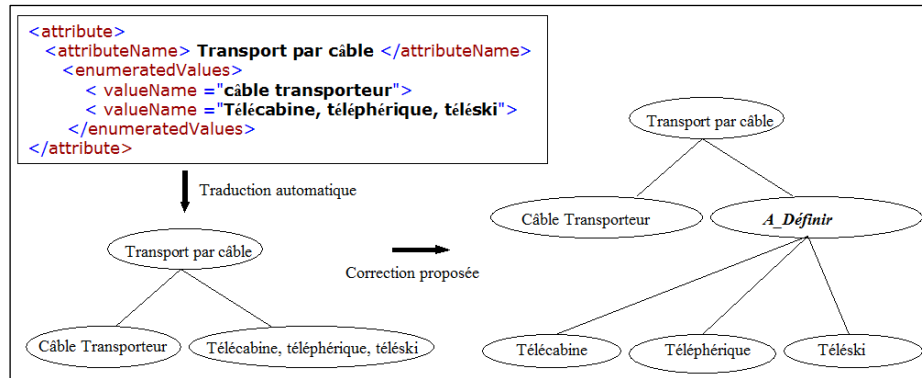 <attribute>
<attributeName> Transport par câble </attributeName>
<enumeratedValues>
< valueName ="câble transporteur">
< valueName ="Télécabine, téléphérique, téléski">
</enumeratedValues>
</attribute>
Traduction automatique
Transport par câble
Câble Transporteur
Télécabine, téléphérique, téléski
Correction proposée
Transport par câble
Câble Transporteur
A_Définir
Télécabine
Téléphérique
Téléski